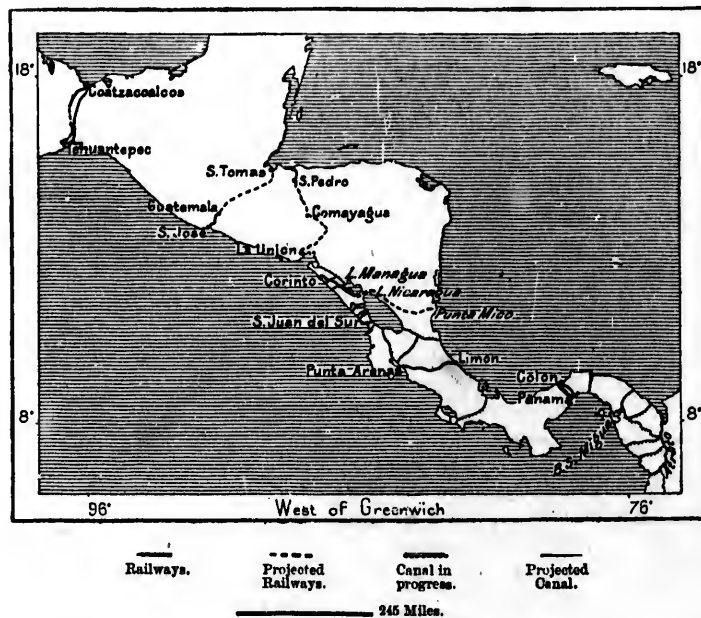 18°
18°
Coatzacoalcos
Tehuantepec
S. Tomas
S. Pedro
Guatemala
Comayagua
S. José
La Union
L. Managua
Corinto
L. Nicaragua
Punta Mico
S. Juan del Sur
Limon
Punta Arenas
Colon
Panama
B. S. Miguel
8°
8°
96°
West of Greenwich
76°
Railways.
Projected Railways.
Canal in progress.
Projected Canal.
245 Miles.